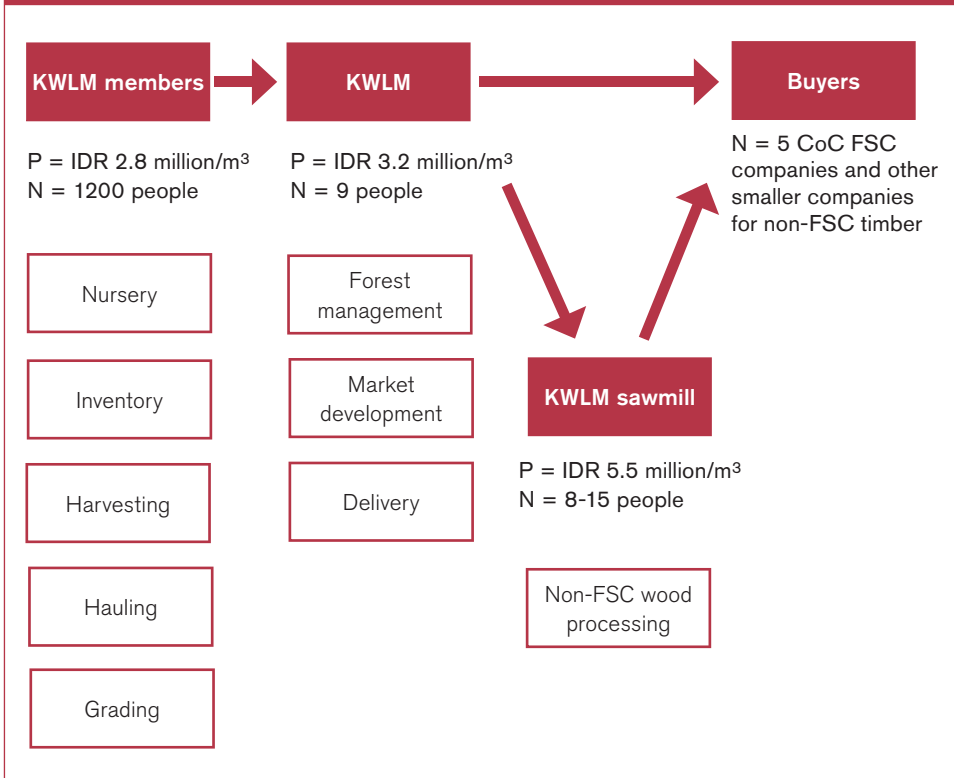 KWLM members
KWLM
Buyers
P = IDR 2.8 million/m³
N = 1200 people
P = IDR 3.2 million/m³
N = 9 people
N = 5 CoC FSC
companies and other
smaller companies
for non-FSC timber
Nursery
Inventory
Harvesting
Hauling
Grading
Forest
management
Market
development
Delivery
KWLM sawmill
P = IDR 5.5 million/m³
N = 8-15 people
Non-FSC wood
processing